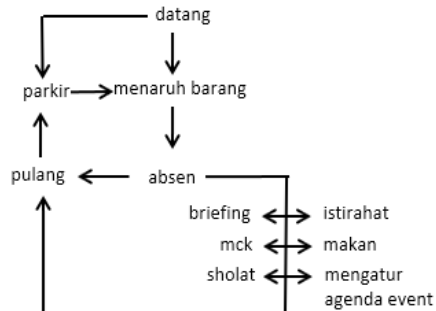 datang
parkir
menaruh barang
pulang
absen
briefing
istirahat
mck
makan
sholat
mengatur
agenda event